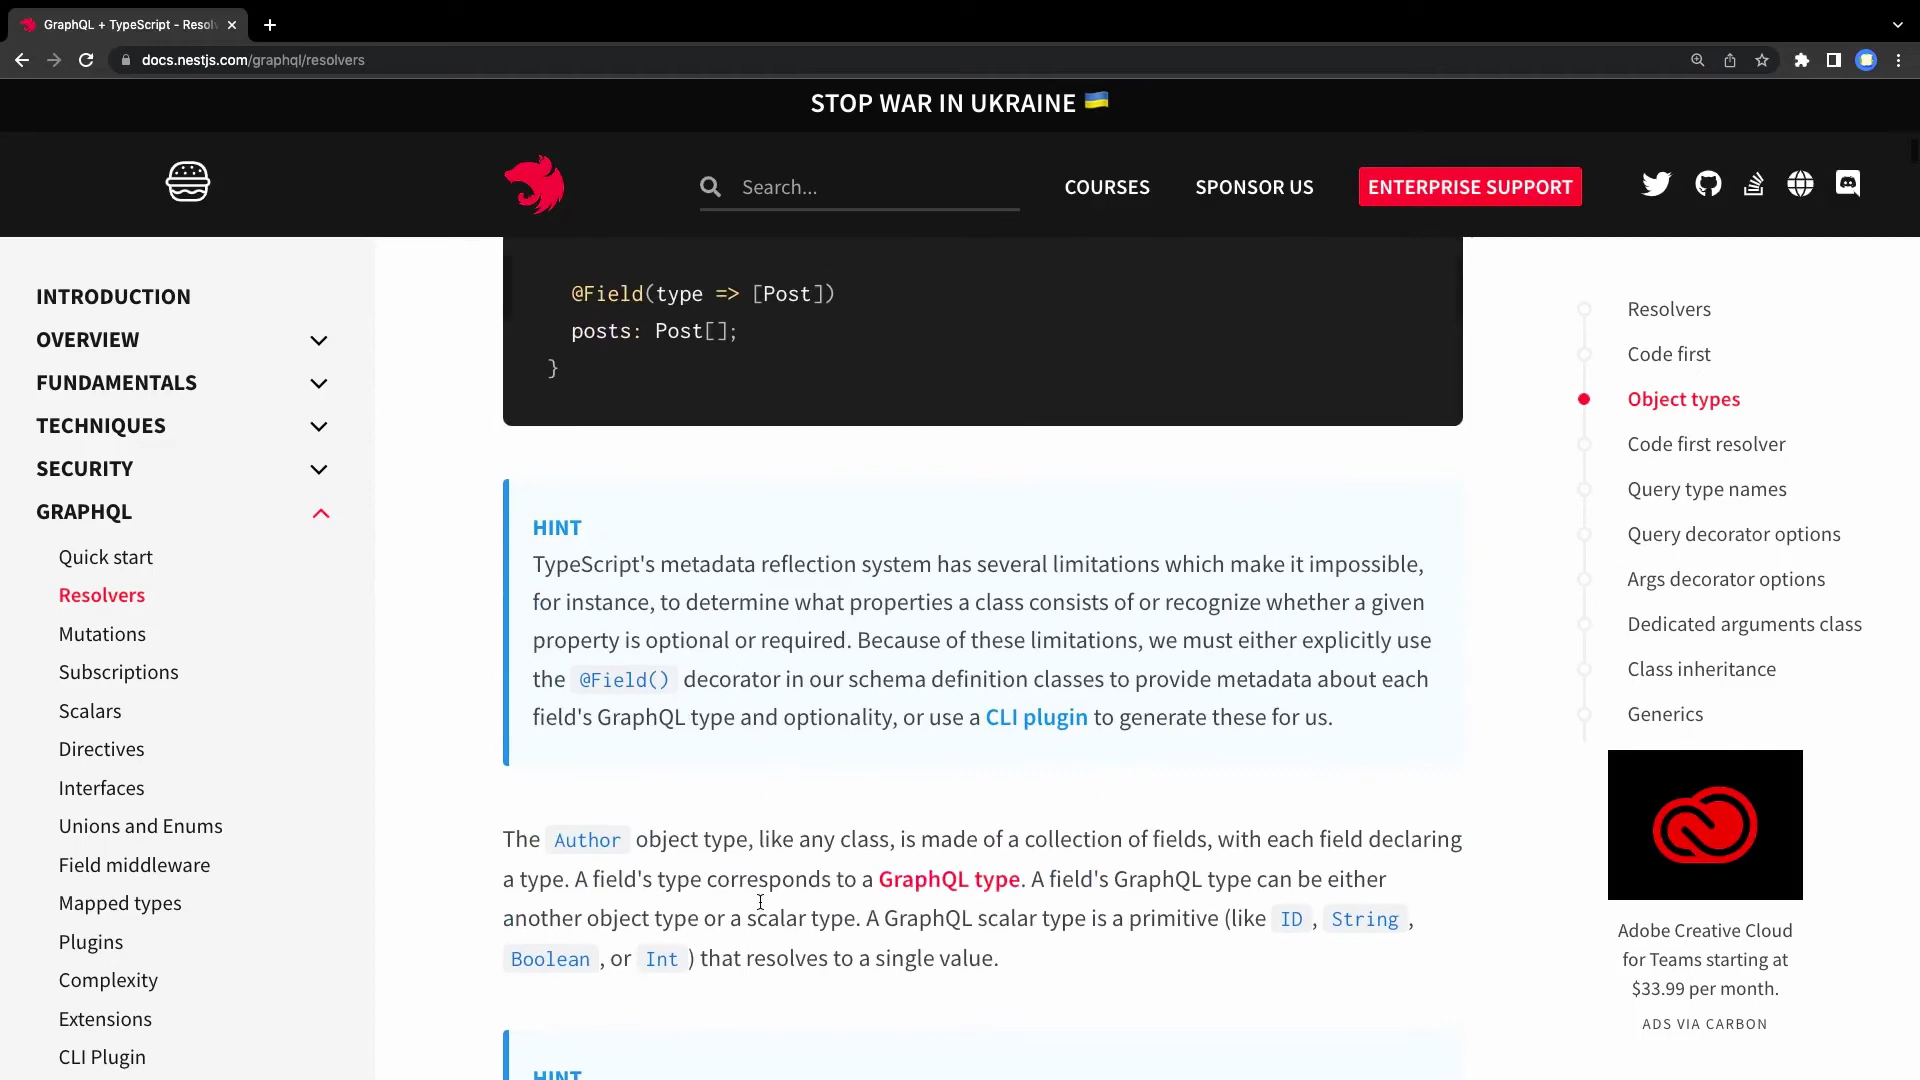 GraphQL + TypeScript - Resol
docs.nestjs.com/graphql/resolvers
STOP WAR IN UKRAINE 🇺🇦
Search...
COURSES
SPONSOR US
ENTERPRISE SUPPORT
INTRODUCTION
OVERVIEW
FUNDAMENTALS
TECHNIQUES
SECURITY
GRAPHQL
Quick start
Resolvers
Mutations
Subscriptions
Scalars
Directives
Interfaces
Unions and Enums
Field middleware
Mapped types
Plugins
Complexity
Extensions
CLI Plugin
@Field(type => [Post])
posts: Post[];
}
HINT
TypeScript's metadata reflection system has several limitations which make it impossible,
for instance, to determine what properties a class consists of or recognize whether a given
property is optional or required. Because of these limitations, we must either explicitly use
the @Field() decorator in our schema definition classes to provide metadata about each
field's GraphQL type and optionality, or use a CLI plugin to generate these for us.
The Author object type, like any class, is made of a collection of fields, with each field declaring
a type. A field's type corresponds to a GraphQL type. A field's GraphQL type can be either
another object type or a scalar type. A GraphQL scalar type is a primitive (like ID, String,
Boolean, or Int) that resolves to a single value.
HINT
Resolvers
Code first
Object types
Code first resolver
Query type names
Query decorator options
Args decorator options
Dedicated arguments class
Class inheritance
Generics
Adobe Creative Cloud
for Teams starting at
$33.99 per month.
ADS VIA CARBON